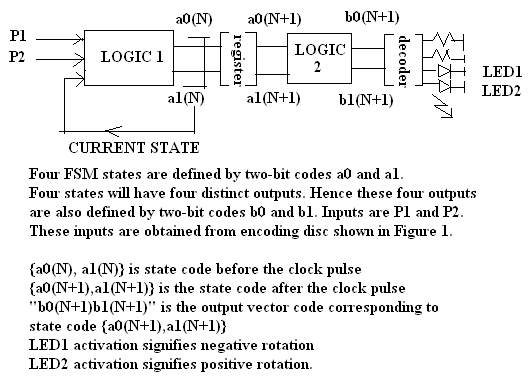 a0(N)
a0(N+1)
b0(N+1)
P1
P2
LOGIC 1
register
LOGIC
2
decoder
LED1
LED2
a1(N)
a1(N+1)
b1(N+1)
CURRENT STATE
Four FSM states are defined by two-bit codes a0 and a1.
Four states will have four distinct outputs. Hence these four outputs
are also defined by two-bit codes b0 and b1. Inputs are P1 and P2.
These inputs are obtained from encoding disc shown in Figure 1.
{a0(N), a1(N)} is state code before the clock pulse
{a0(N+1),a1(N+1)} is the state code after the clock pulse
"b0(N+1)b1(N+1)" is the output vector code corresponding to
state code {a0(N+1),a1(N+1)}
LED1 activation signifies negative rotation
LED2 activation signifies positive rotation.